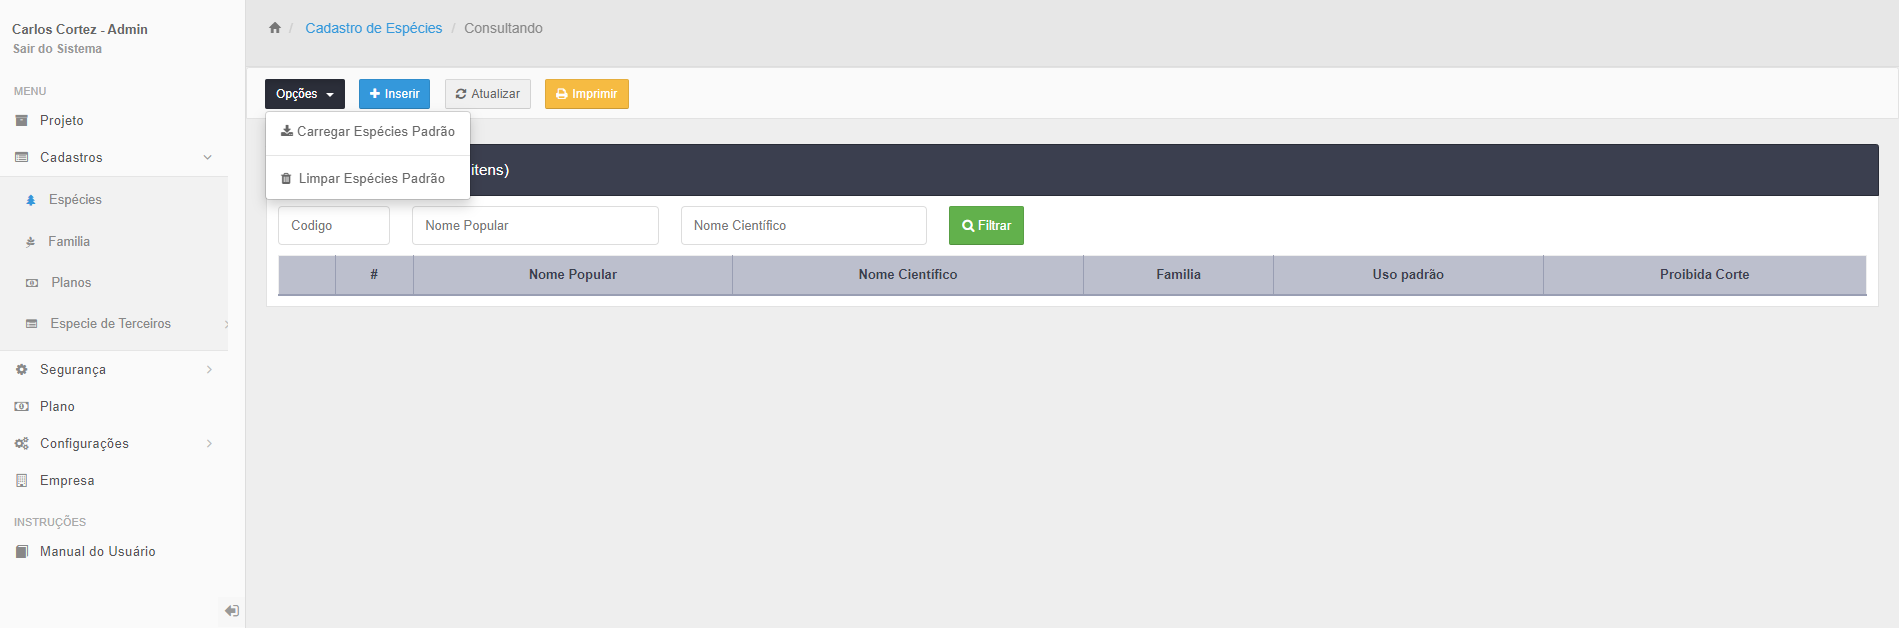 Carlos Cortez - Admin
Sair do Sistema
MENU
Projeto
Cadastros
Espécies
Familia
Planos
Especie de Terceiros
Segurança
Plano
Configurações
Empresa
INSTRUÇÕES
Manual do Usuário
/ Cadastro de Espécies / Consultando
Opções Inserir Atualizar Imprimir
Carregar Espécies Padrão
Limpar Espécies Padrão
itens)
Codigo Nome Popular Nome Científico Filtrar
# Nome Popular Nome Científico Familia Uso padrão Proibida Corte